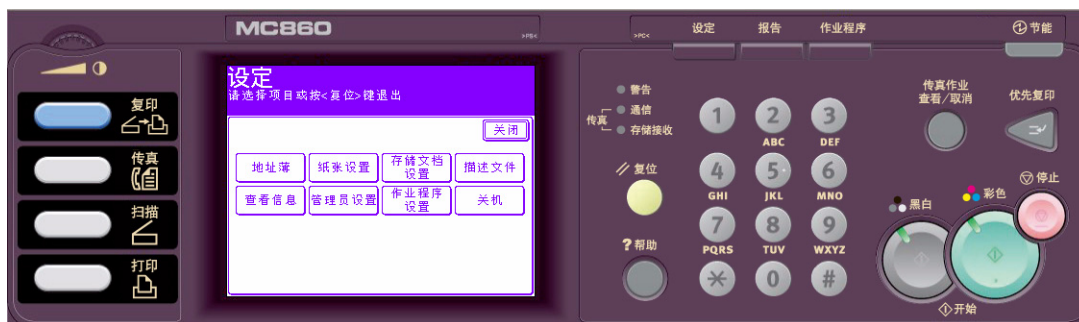 MC860
>PB<
>PC<
设定
报告
作业程序
节能
复印
传真
扫描
打印
设定
请选择项目或按<复位>键退出
关闭
地址薄
纸张设置
存储文档
设置
描述文件
查看信息
管理员设置
作业程序
设置
关机
警告
传真
通信
存储接收
复位
?帮助
1
2
ABC
3
DEF
4
GHI
5
JKL
6
MNO
7
PQRS
8
TUV
9
WXYZ
*
0
#
传真作业
查看/取消
优先复印
停止
黑白
彩色
开始